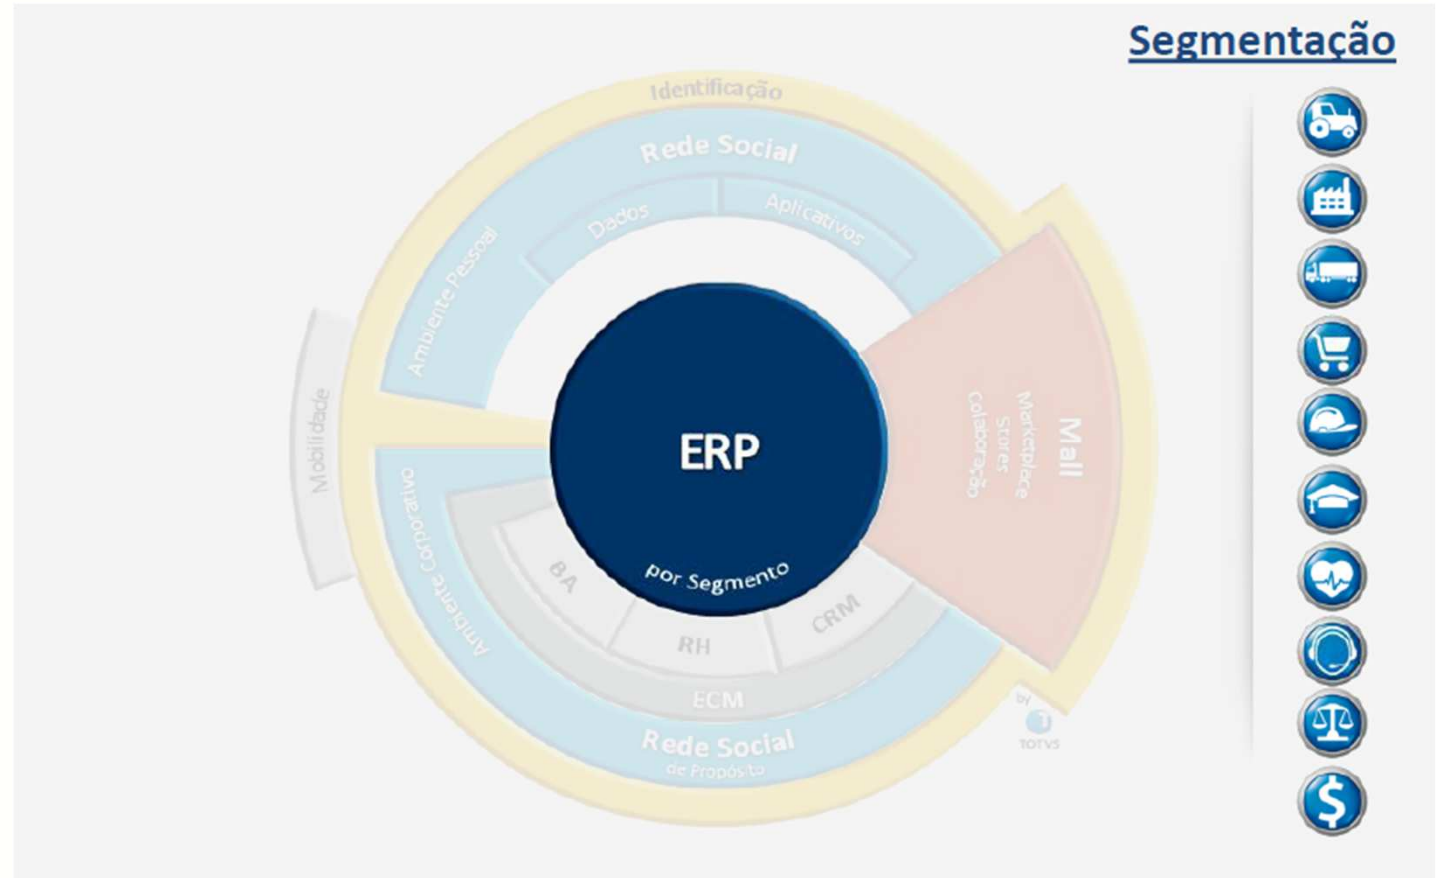 Segmentação
Identificação
Rede Social
Dados
Aplicativos
Ambiente Pessoal
Mobilidade
ERP
por Segmento
Mall
Marketplace
Stores
Colaboração
Ambiente Corporativo
BA
RH
CRM
ECM
Rede Social
de Propósito
by
TOTVS
$